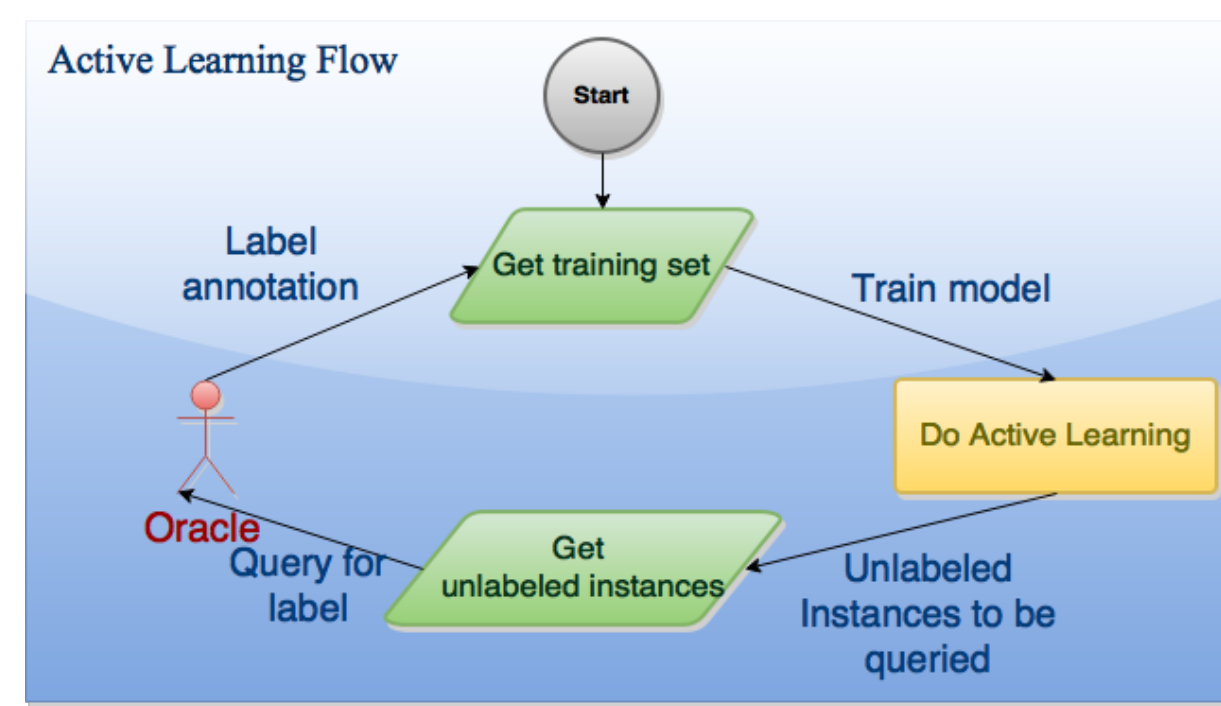 Active Learning Flow
Start
Label
annotation
Get training set
Train model
Do Active Learning
Oracle
Query for
label
Get
unlabeled instances
Unlabeled
Instances to be
queried